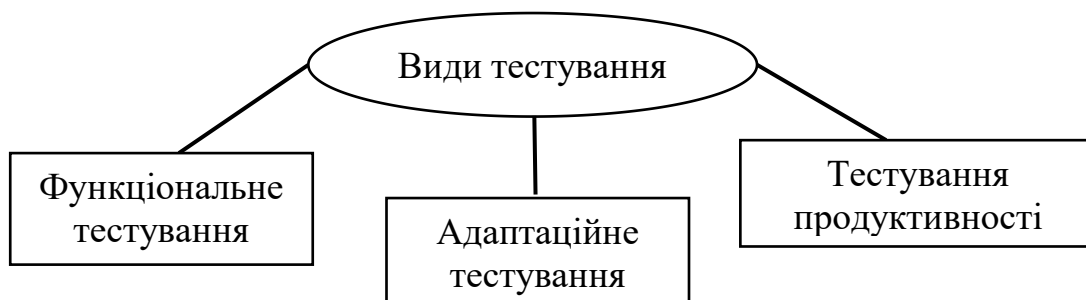 Види тестування
Функціональне
тестування
Адаптаційне
тестування
Тестування
продуктивності